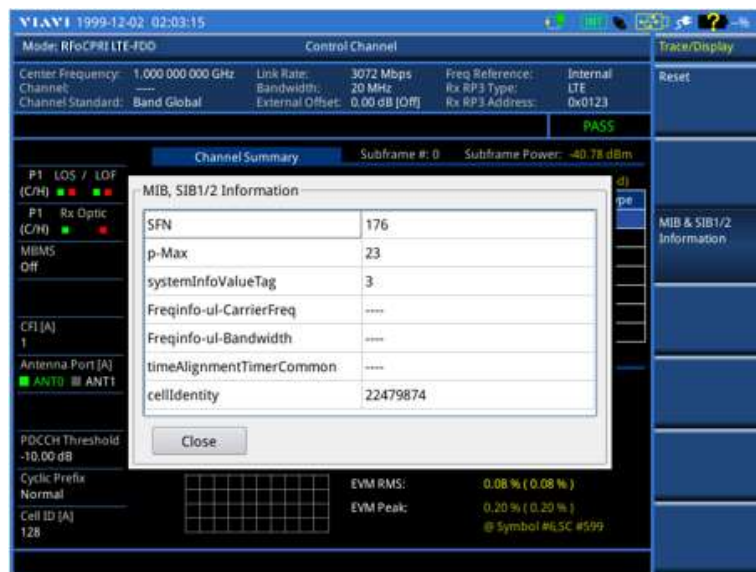 VIAVI 1999-12-02 02:03:15
Mode: RFoCPRI LTE-FDD Control Channel Trace/Display
Center Frequency: 1.000 000 000 GHz Link Rate: 3072 Mbps Freq Reference: Internal
Channel: ---- Bandwidth: 20 MHz Rx RP3 Type: LTE
Channel Standard: Band Global External Offset: 0.00 dB [Off] Rx RP3 Address: 0x0123
Reset
PASS
Channel Summary Subframe #: 0 Subframe Power: -40.78 dBm
P1 LOS / LOF
(C/H)
P1 Rx Optic
(C/H)
MBMS
Off
CFI [A]
1
Antenna Port [A]
ANT0 ANT1
PDCCH Threshold
-10.00 dB
Cyclic Prefix
Normal
Cell ID [A]
128
MIB, SIB1/2 Information
SFN 176
p-Max 23
systemInfoValueTag 3
Freqinfo-ul-CarrierFreq ----
Freqinfo-ul-Bandwidth ----
timeAlignmentTimerCommon ----
cellIdentity 22479874
Close
EVM RMS: 0.08 % ( 0.08 % )
EVM Peak: 0.20 % ( 0.20 % )
@ Symbol #6,SC #599
MIB & SIB1/2
Information